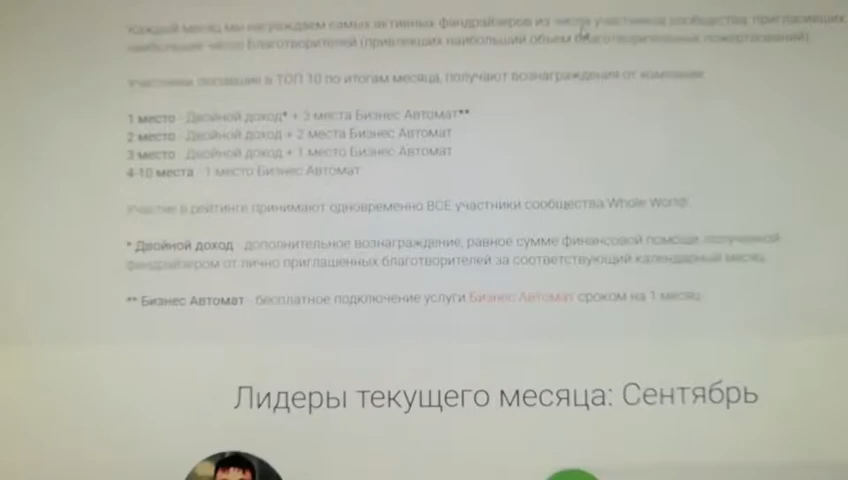 Каждый месяц мы награждаем самых активных фандрайзеров из числа участников сообщества, пригласивших
наибольшее число благотворителей (привлекших наибольший объем благотворительных пожертвований).
Участники попавшие в ТОП 10 по итогам месяца, получают вознаграждения от компании:
1 место - Двойной доход* + 3 места Бизнес Автомат**
2 место - Двойной доход + 2 места Бизнес Автомат
3 место - Двойной доход + 1 место Бизнес Автомат
4-10 места - 1 место Бизнес Автомат
Участие в рейтинге принимают одновременно ВСЕ участники сообщества Whole World!
* Двойной доход - дополнительное вознаграждение, равное сумме финансовой помощи, полученной
фандрайзером от лично приглашенных благотворителей за соответствующий календарный месяц.
** Бизнес Автомат - бесплатное подключение услуги Бизнес Автомат сроком на 1 месяц.
Лидеры текущего месяца: Сентябрь